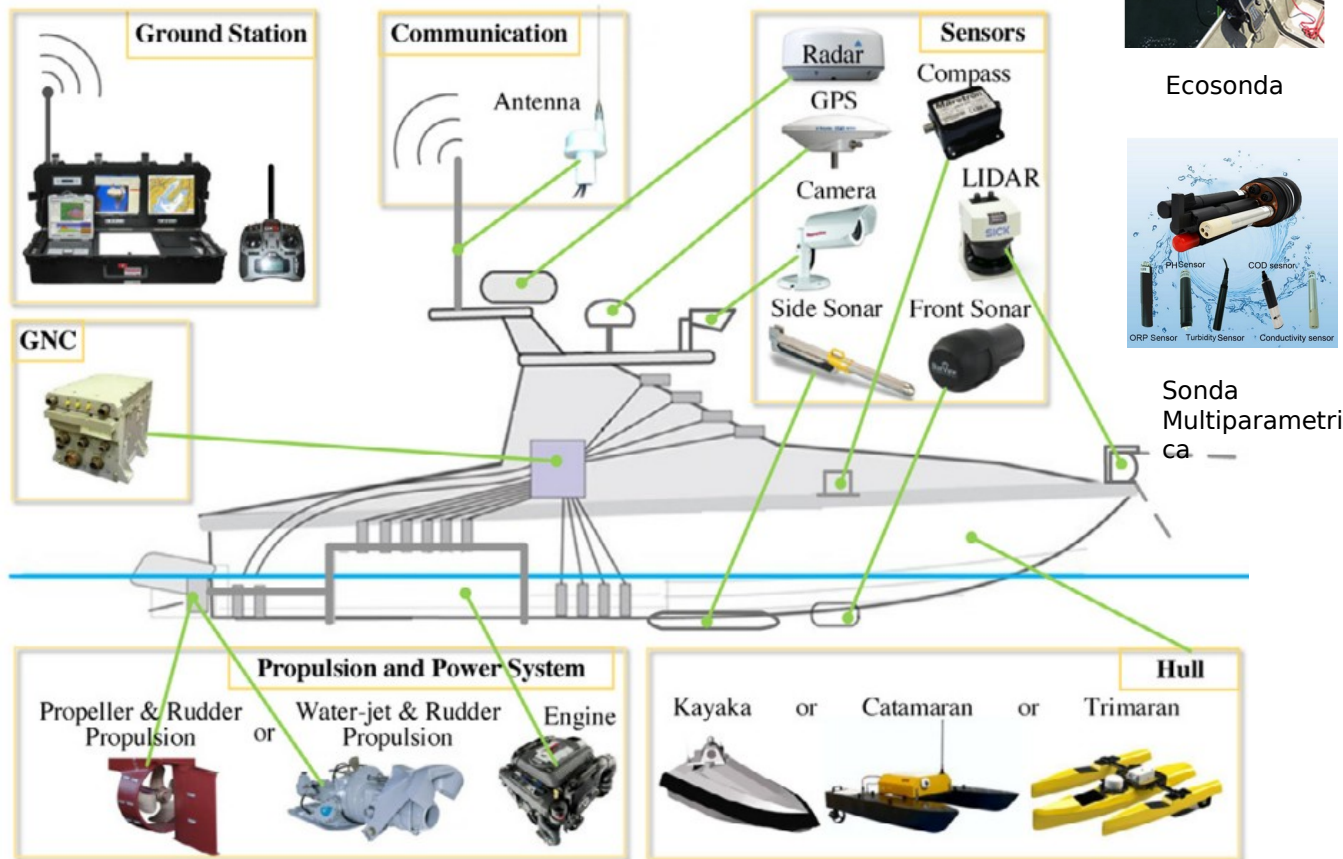 Ground Station
Communication
Antenna
Sensors
Radar
Compass
GPS
Camera
LIDAR
SICK
Side Sonar
Front Sonar
GNC
Propulsion and Power System
Propeller & Rudder
Propulsion
or
Water-jet & Rudder
Propulsion
Engine
Hull
Kayaka
or
Catamaran
or
Trimaran
Ecosonda
PHSensor
COD sesnor
ORP Sensor
Turbidity Sensor
Conductivity sensor
Sonda
Multiparametri
ca